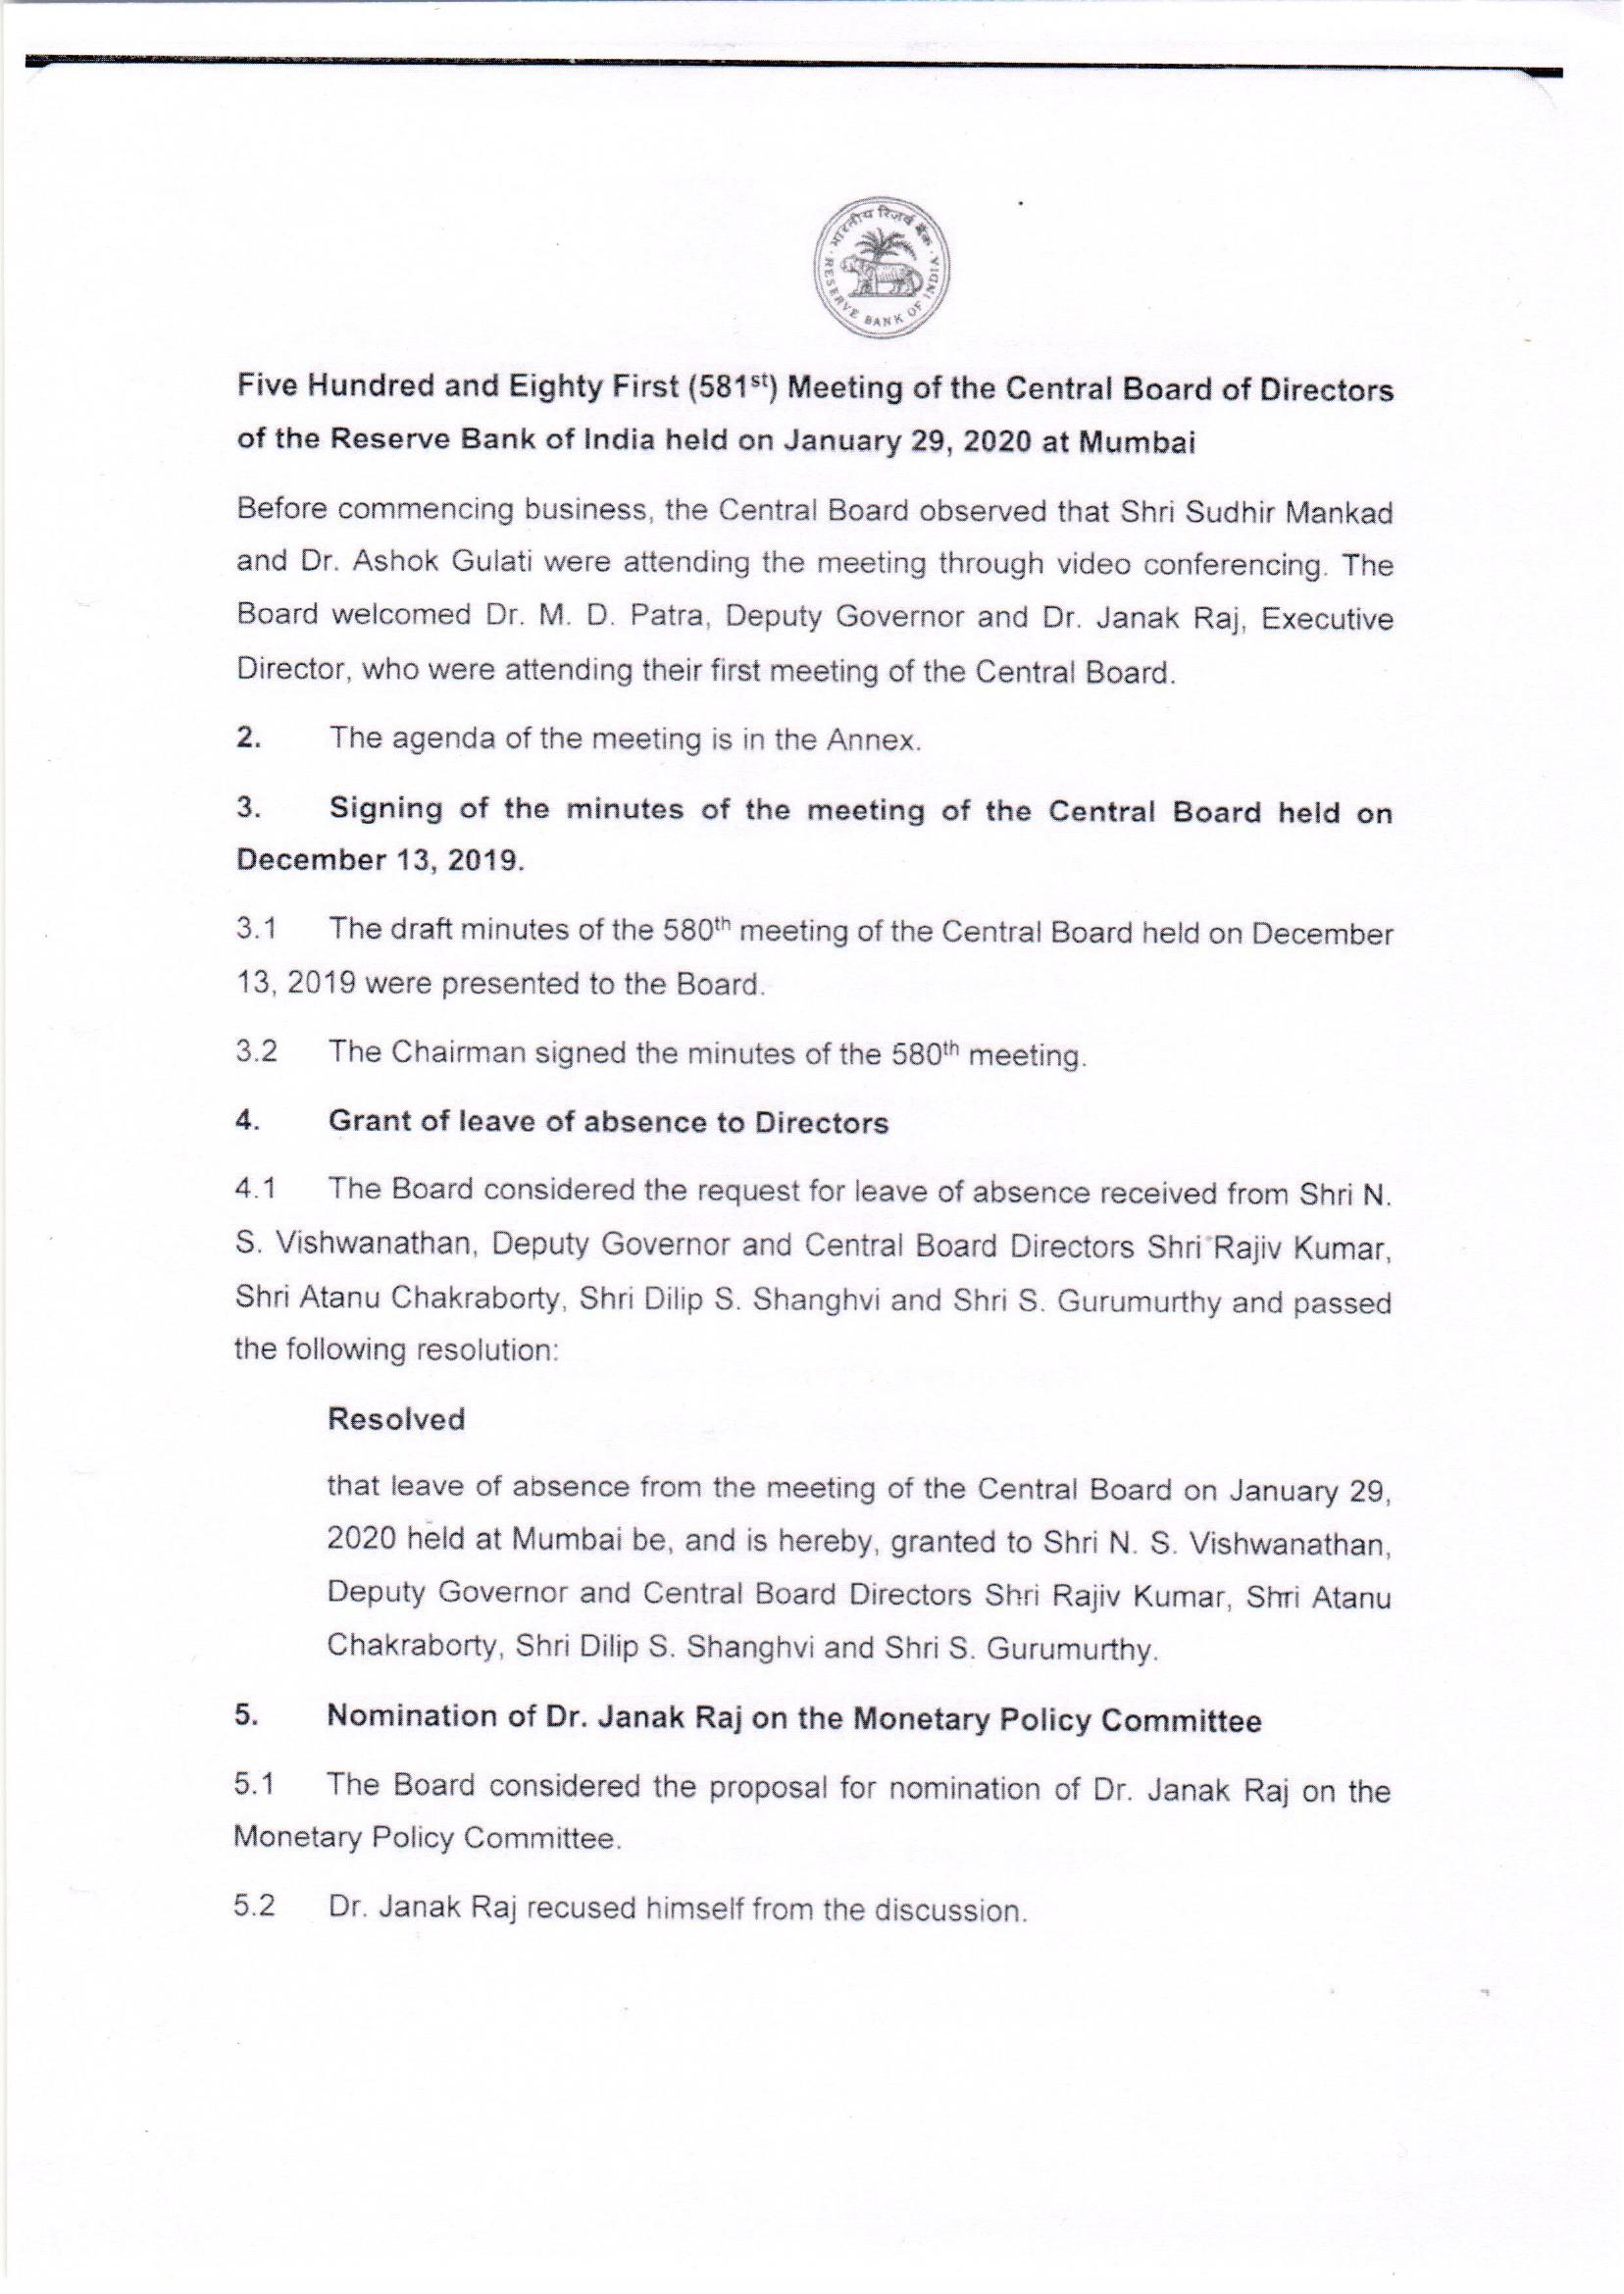 भारतीय रिज़र्व बैंक
RESERVE BANK OF INDIA
Five Hundred and Eighty First (581st) Meeting of the Central Board of Directors
of the Reserve Bank of India held on January 29, 2020 at Mumbai
Before commencing business, the Central Board observed that Shri Sudhir Mankad
and Dr. Ashok Gulati were attending the meeting through video conferencing. The
Board welcomed Dr. M. D. Patra, Deputy Governor and Dr. Janak Raj, Executive
Director, who were attending their first meeting of the Central Board.
2. The agenda of the meeting is in the Annex.
3. Signing of the minutes of the meeting of the Central Board held on
December 13, 2019.
3.1 The draft minutes of the 580th meeting of the Central Board held on December
13, 2019 were presented to the Board.
3.2 The Chairman signed the minutes of the 580th meeting.
4. Grant of leave of absence to Directors
4.1 The Board considered the request for leave of absence received from Shri N.
S. Vishwanathan, Deputy Governor and Central Board Directors Shri Rajiv Kumar,
Shri Atanu Chakraborty, Shri Dilip S. Shanghvi and Shri S. Gurumurthy and passed
the following resolution:
Resolved
that leave of absence from the meeting of the Central Board on January 29,
2020 held at Mumbai be, and is hereby, granted to Shri N. S. Vishwanathan,
Deputy Governor and Central Board Directors Shri Rajiv Kumar, Shri Atanu
Chakraborty, Shri Dilip S. Shanghvi and Shri S. Gurumurthy.
5. Nomination of Dr. Janak Raj on the Monetary Policy Committee
5.1 The Board considered the proposal for nomination of Dr. Janak Raj on the
Monetary Policy Committee.
5.2 Dr. Janak Raj recused himself from the discussion.